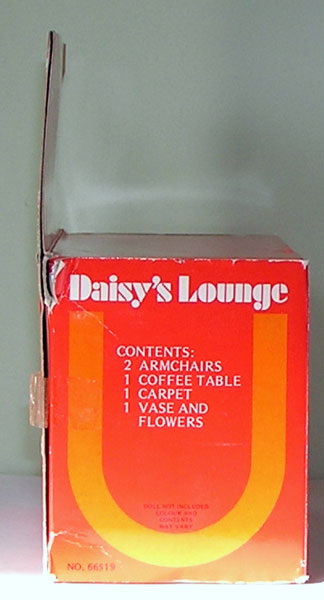 Daisy's Lounge
CONTENTS:
2 ARMCHAIRS
1 COFFEE TABLE
1 CARPET
1 VASE AND
FLOWERS
DOLL NOT INCLUDED
COLOUR AND
CONTENTS
MAY VARY
NO. 66519